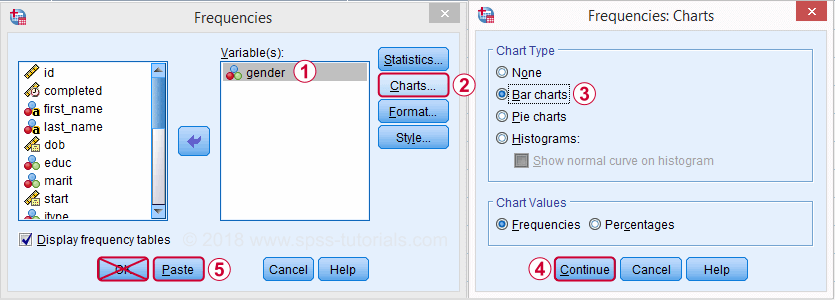 Frequencies
Variable(s):
id
completed
first_name
last_name
dob
educ
marit
start
itype
gender
1
Statistics...
Charts...
2
Format...
Style...
Display frequency tables
© 2018 www.spss-tutorials.com
OK
Paste
5
Cancel
Help
Frequencies: Charts
Chart Type
None
Bar charts
3
Pie charts
Histograms:
Show normal curve on histogram
Chart Values
Frequencies
Percentages
4
Continue
Cancel
Help